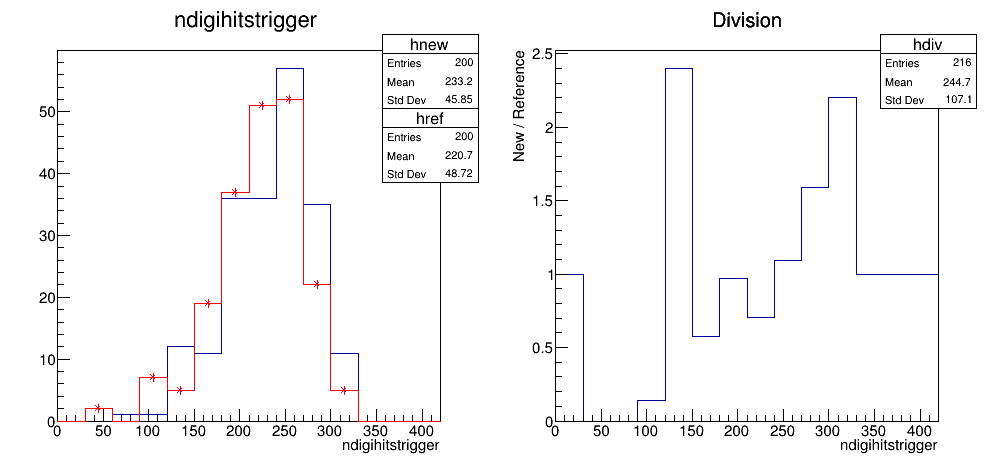 ndigihitstrigger
hnew
Entries 200
Mean 233.2
Std Dev 45.85
href
Entries 200
Mean 220.7
Std Dev 48.72
50
40
30
20
10
0
0 50 100 150 200 250 300 350 400
ndigihitstrigger
Division
hdiv
Entries 216
Mean 244.7
Std Dev 107.1
New / Reference
2.5
2
1.5
1
0.5
0
0 50 100 150 200 250 300 350 400
ndigihitstrigger